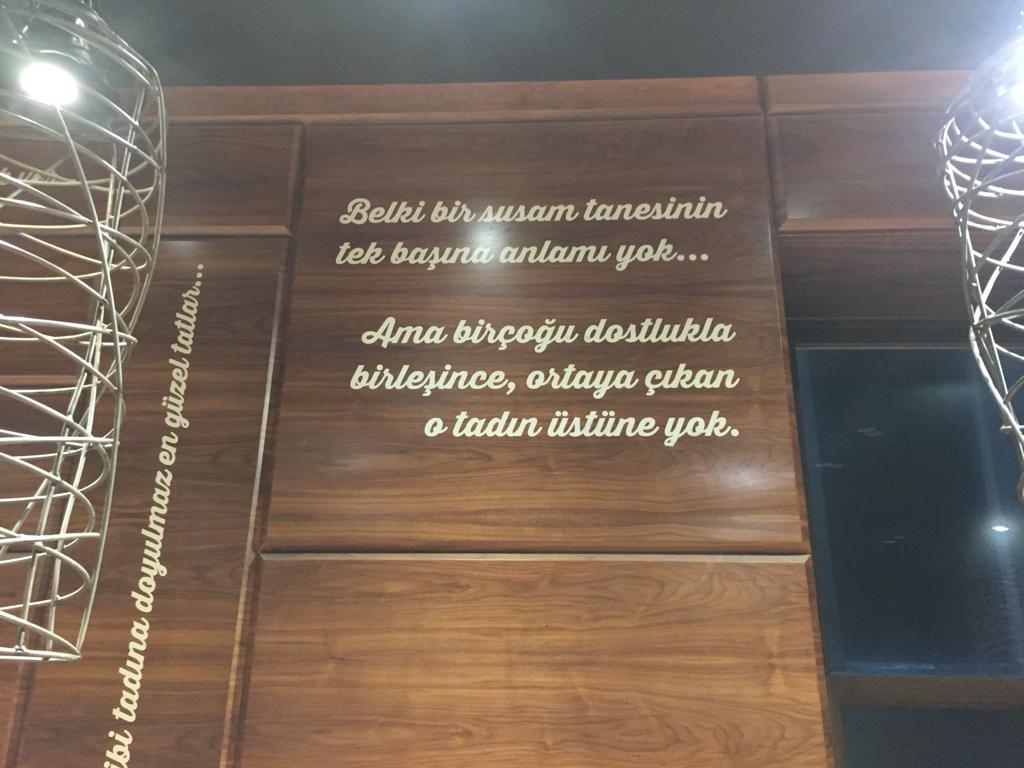 Belki bir susam tanesinin
tek başına anlamı yok...
Ama birçoğu dostlukla
birleşince, ortaya çıkan
o tadın üstüne yok.
tadına doyulmaz en güzel tatlar...